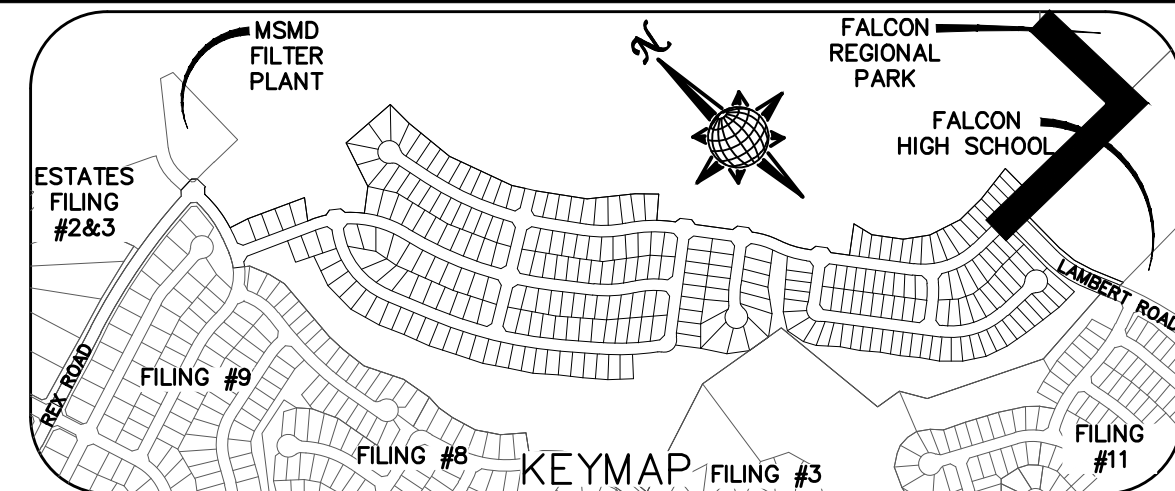 MSMD
FILTER
PLANT
N
FALCON
REGIONAL
PARK
FALCON
HIGH SCHOOL
ESTATES
FILING
#2&3
LAMBERT ROAD
REX ROAD
FILING #9
FILING #8
KEYMAP
FILING #3
FILING
#11